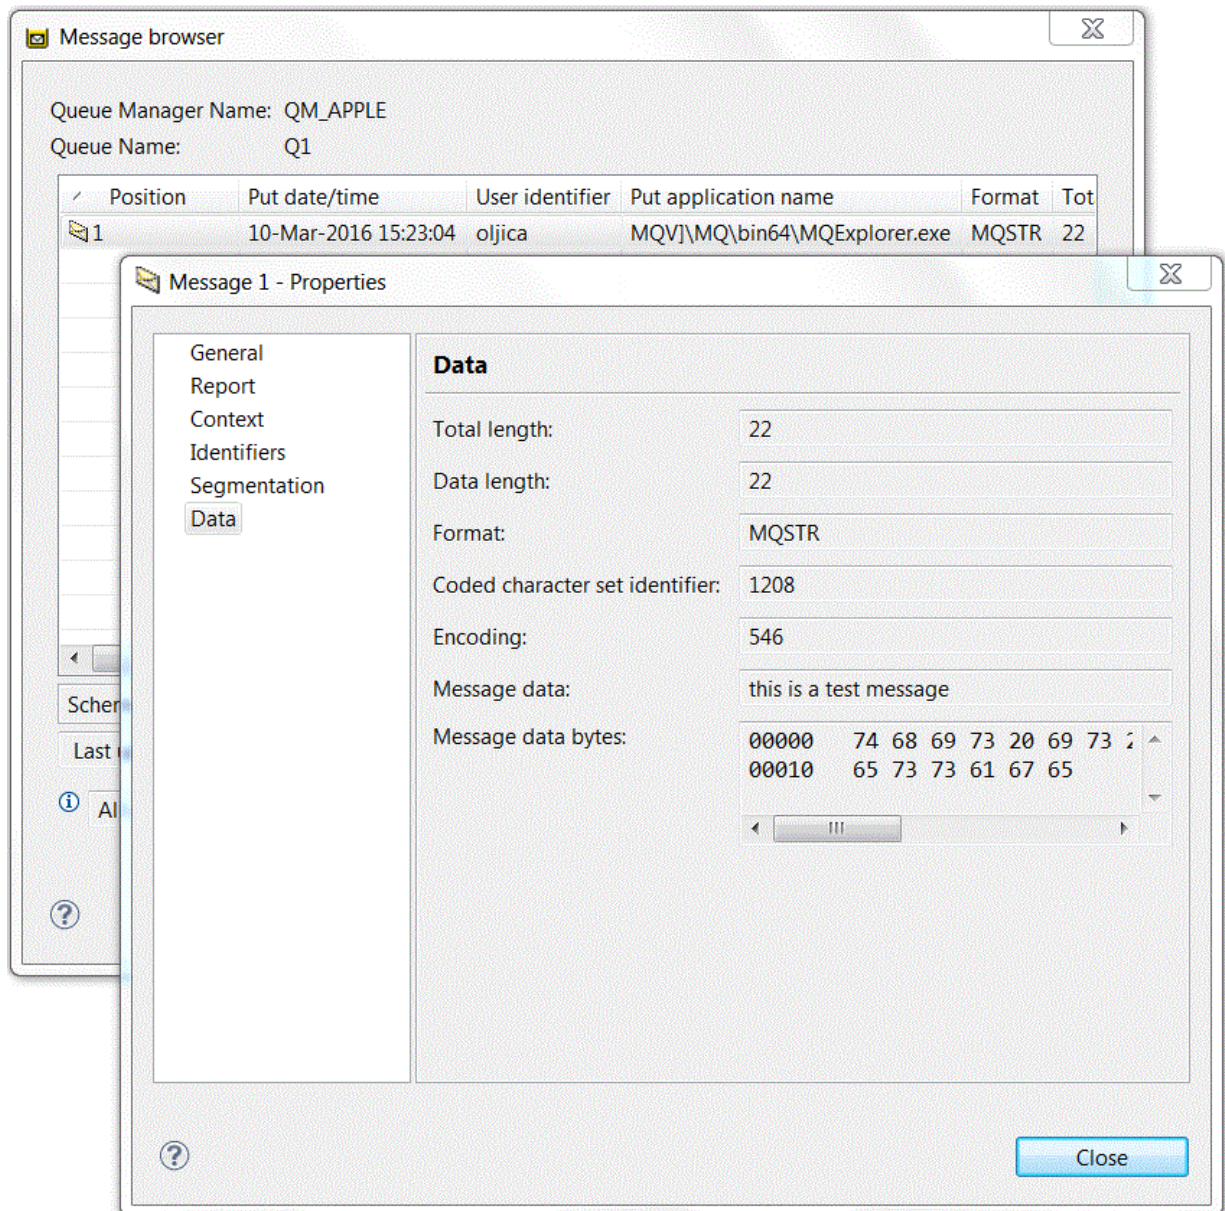 Message browser
Queue Manager Name: QM_APPLE
Queue Name: Q1
Position Put date/time User identifier Put application name Format Tot
1 10-Mar-2016 15:23:04 oljica MQV]\MQ\bin64\MQExplorer.exe MQSTR 22
Message 1 - Properties
General
Report
Context
Identifiers
Segmentation
Data
Data
Total length: 22
Data length: 22
Format: MQSTR
Coded character set identifier: 1208
Encoding: 546
Message data: this is a test message
Message data bytes: 00000 74 68 69 73 20 69 73
00010 65 73 73 61 67 65
Scher
Last
Al
Close